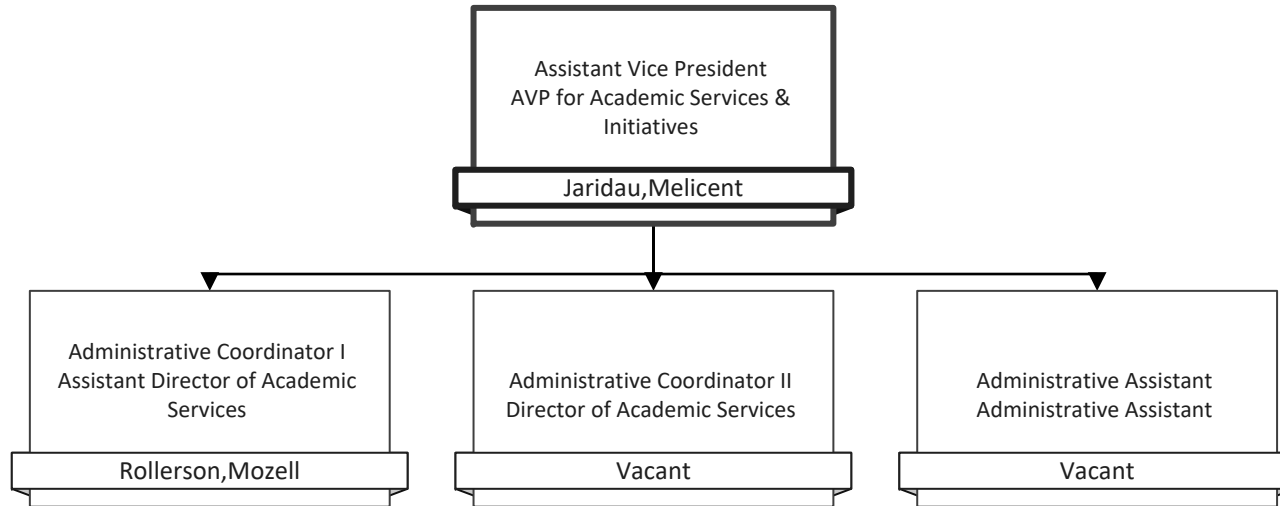 Assistant Vice President
AVP for Academic Services &
Initiatives
Jaridau,Melicent
Administrative Coordinator I
Assistant Director of Academic
Services
Rollerson,Mozell
Administrative Coordinator II
Director of Academic Services
Vacant
Administrative Assistant
Administrative Assistant
Vacant